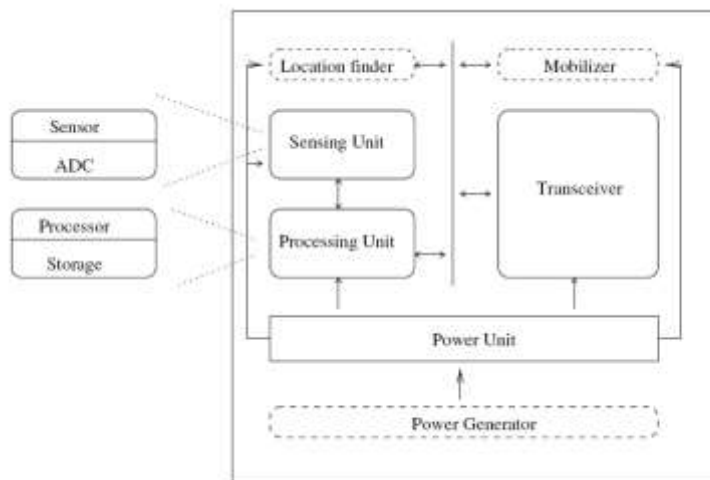 Location finder
Mobilizer
Sensor
ADC
Sensing Unit
Transceiver
Processor
Storage
Processing Unit
Power Unit
Power Generator